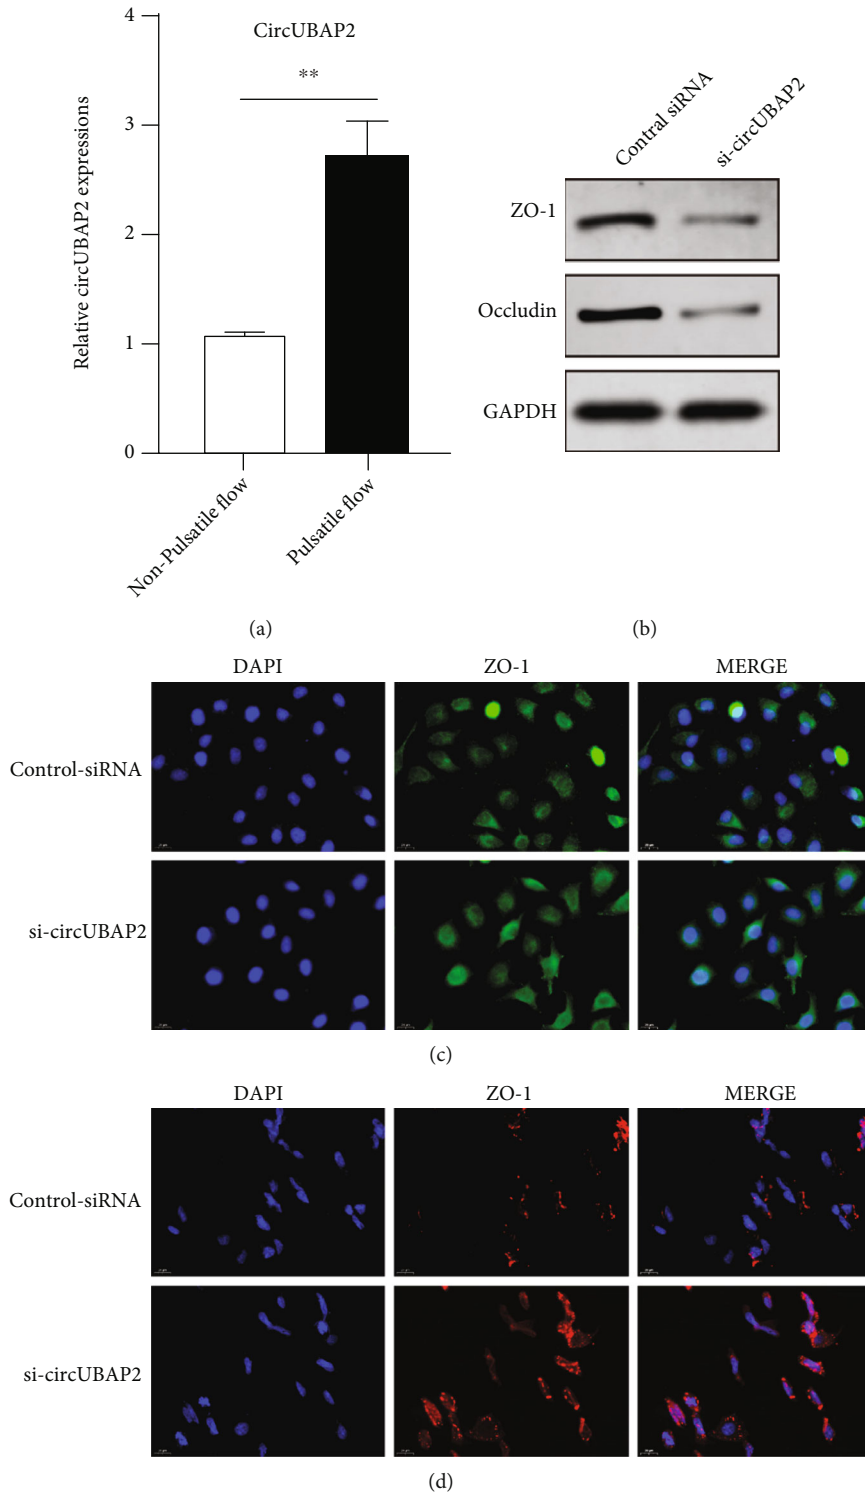 CircUBAP2
**
Relative circUBAP2 expressions
4
3
2
1
0
Non-Pulsatile flow
Pulsatile flow
(a)
Contral siRNA
si-circUBAP2
ZO-1
Occludin
GAPDH
(b)
DAPI ZO-1 MERGE
Control-siRNA
si-circUBAP2
(c)
DAPI ZO-1 MERGE
Control-siRNA
si-circUBAP2
(d)